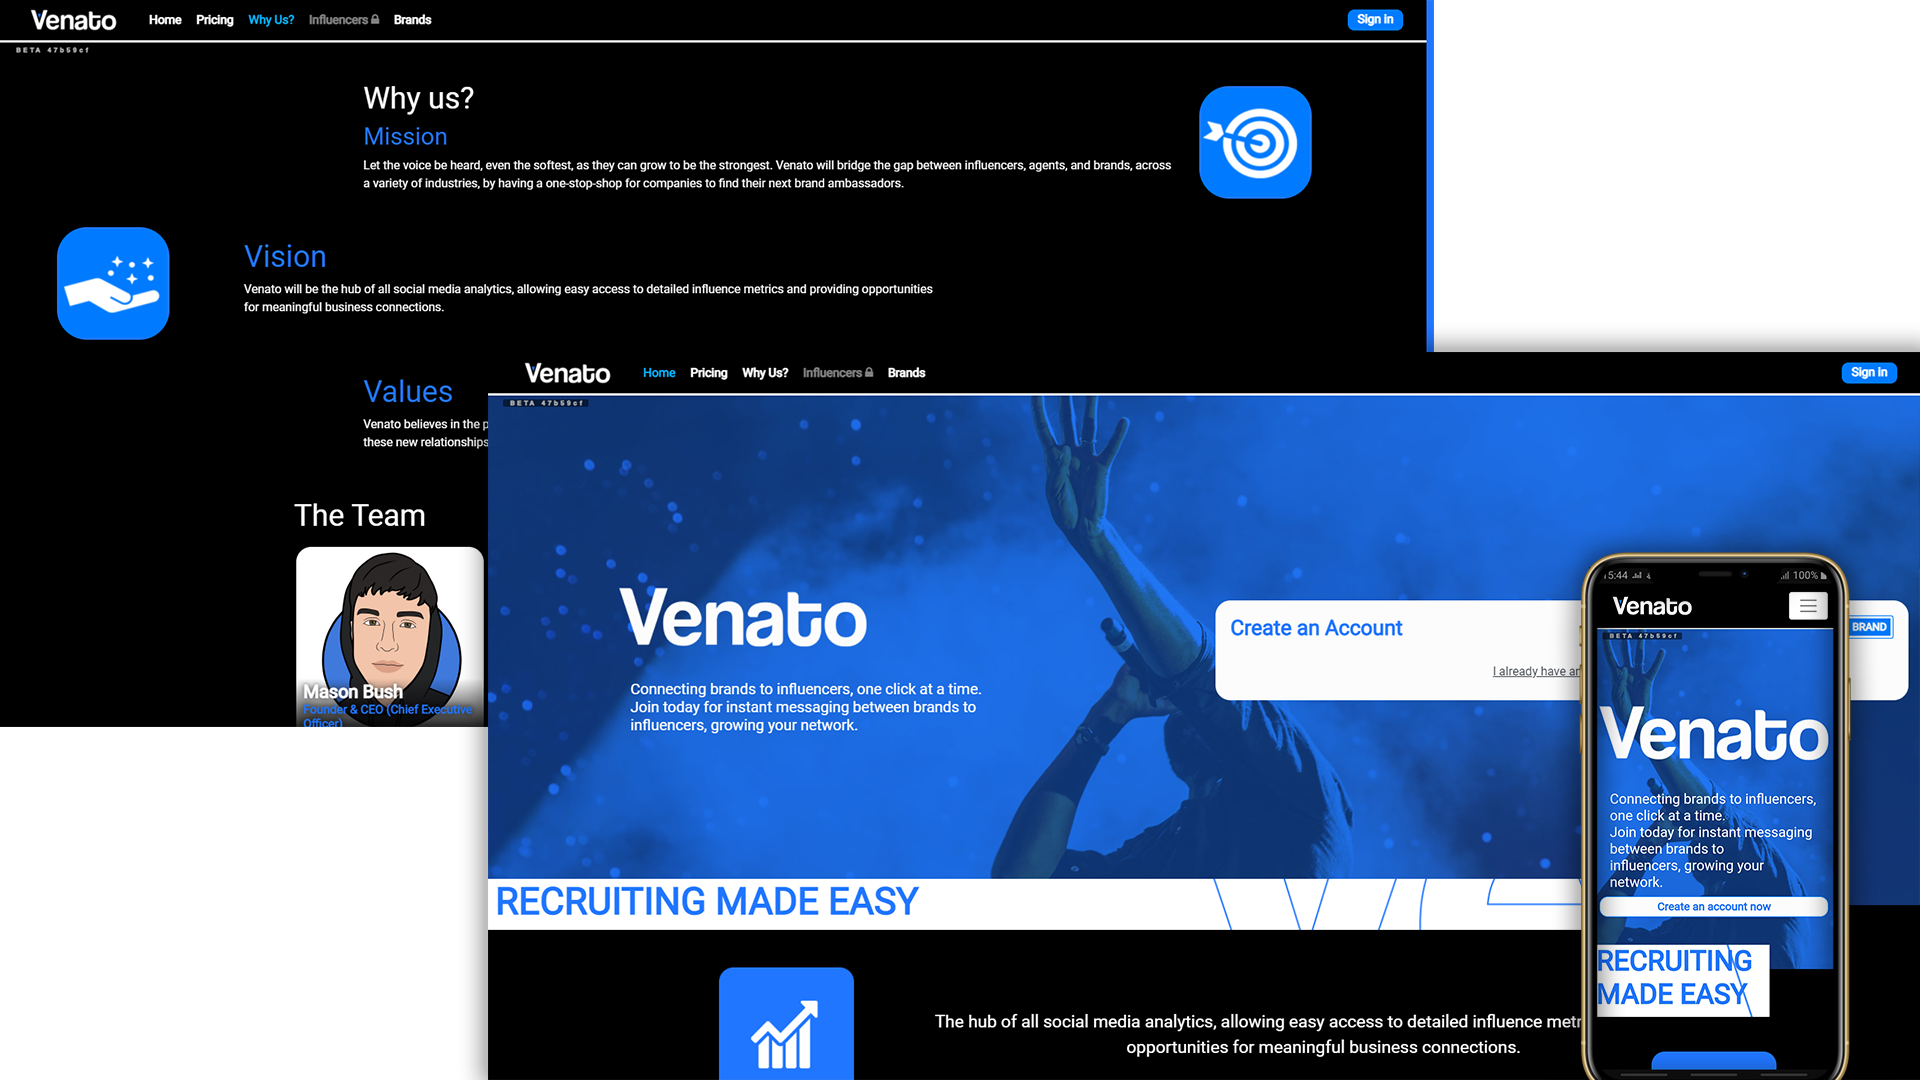 Venato
Home Pricing Why Us? Influencers Brands
Sign in
BETA 47b59cf
Why us?
Mission
Let the voice be heard, even the softest, as they can grow to be the strongest. Venato will bridge the gap between influencers, agents, and brands, across
a variety of industries, by having a one-stop-shop for companies to find their next brand ambassadors.
Vision
Venato will be the hub of all social media analytics, allowing easy access to detailed influence metrics and providing opportunities
for meaningful business connections.
Values
Venato believes in the p
these new relationships
The Team
Mason Bush
Founder & CEO (Chief Executive
Officer)
Venato
Home Pricing Why Us? Influencers Brands
Sign in
BETA 47b59cf
Venato
Connecting brands to influencers, one click at a time.
Join today for instant messaging between brands to
influencers, growing your network.
Create an Account
BRAND
I already have an
RECRUITING MADE EASY
The hub of all social media analytics, allowing easy access to detailed influence metr
opportunities for meaningful business connections.
15:44
100%
Venato
BETA 47b59cf
Venato
Connecting brands to influencers,
one click at a time.
Join today for instant messaging
between brands to
influencers, growing your
network.
Create an account now
RECRUITING
MADE EASY